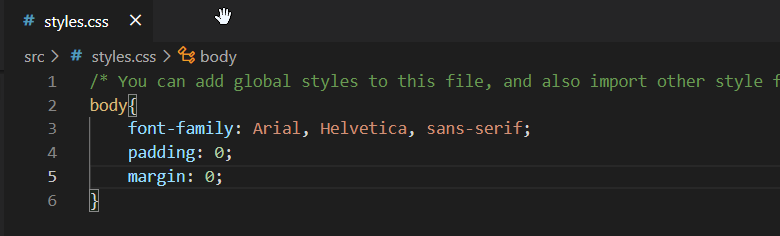 # styles.css ×
src > # styles.css > body
1 /* You can add global styles to this file, and also import other style f
2 body{
3     font-family: Arial, Helvetica, sans-serif;
4     padding: 0;
5     margin: 0;
6 }